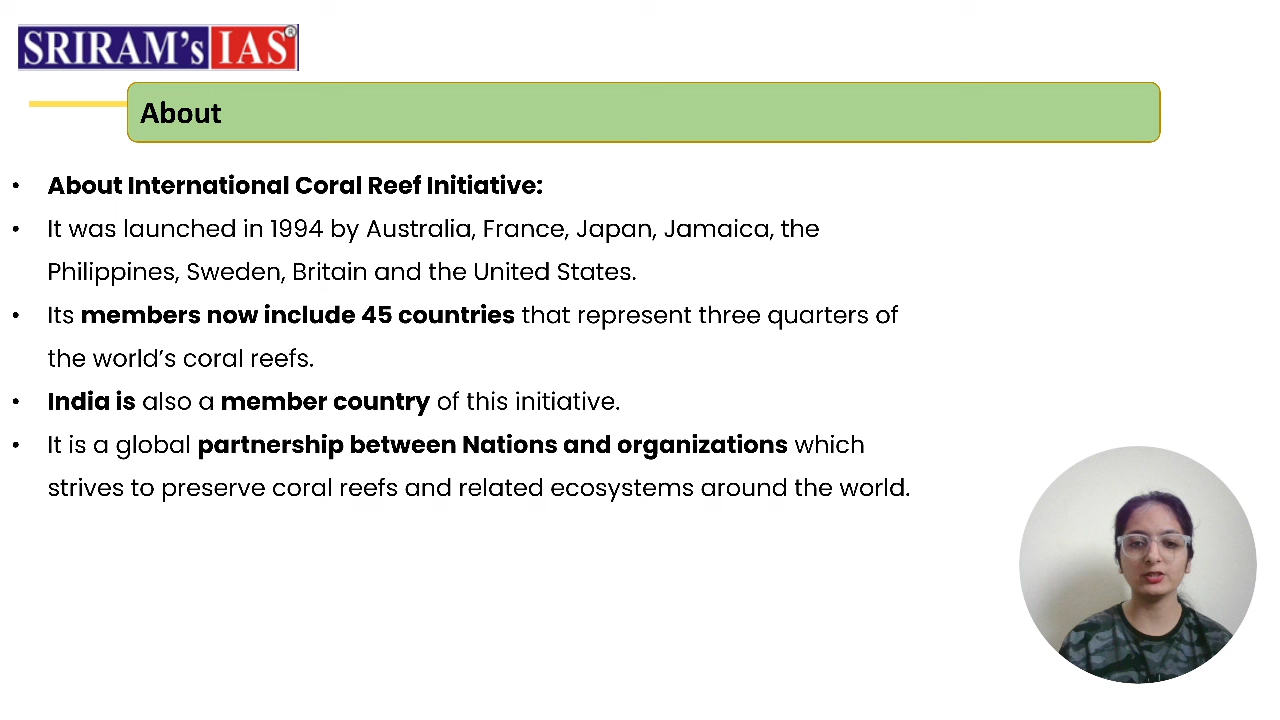 SRIRAM's IAS®
About
• About International Coral Reef Initiative:
• It was launched in 1994 by Australia, France, Japan, Jamaica, the
Philippines, Sweden, Britain and the United States.
• Its members now include 45 countries that represent three quarters of
the world’s coral reefs.
• India is also a member country of this initiative.
• It is a global partnership between Nations and organizations which
strives to preserve coral reefs and related ecosystems around the world.